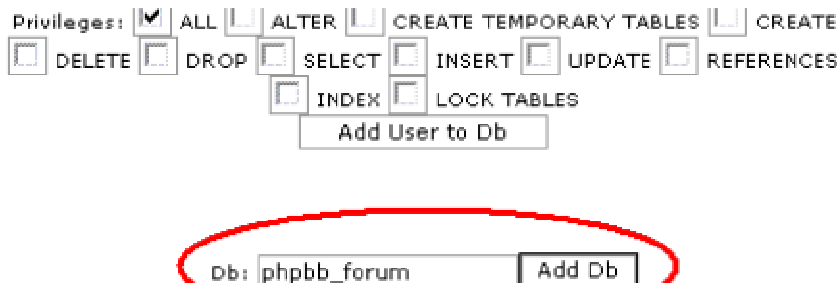 Privileges: ALL ALTER CREATE TEMPORARY TABLES CREATE
DELETE DROP SELECT INSERT UPDATE REFERENCES
INDEX LOCK TABLES
Add User to Db
Db: phpbb_forum Add Db